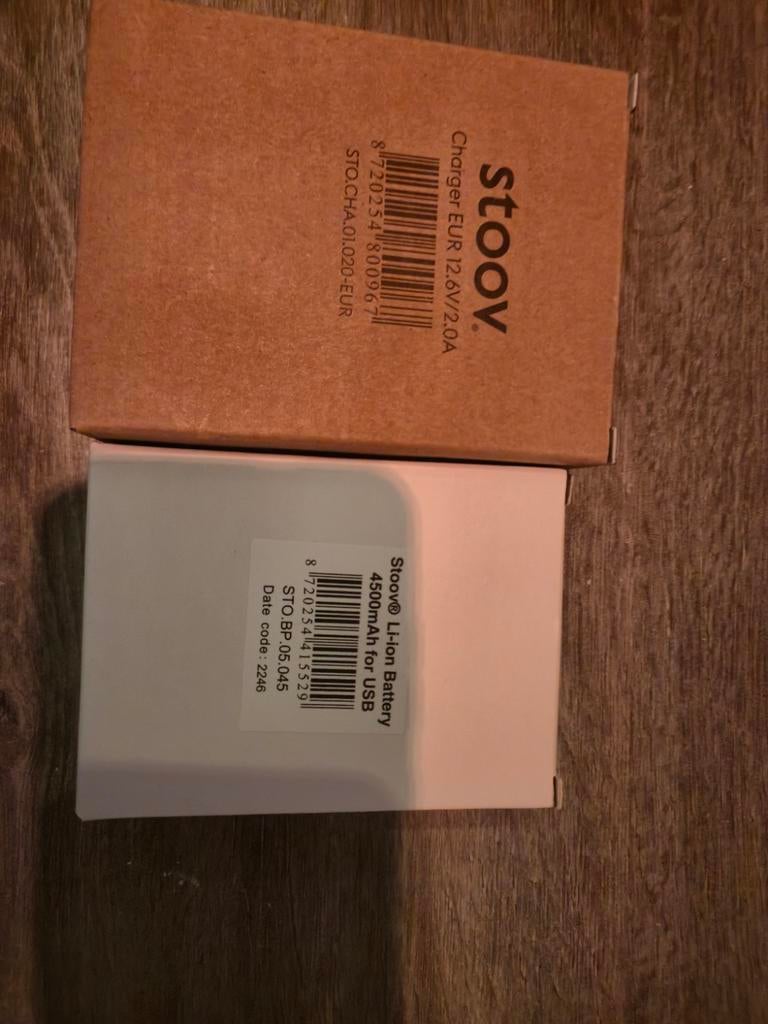 stoov®
Charger EUR 12.6V/2.0A
8 720254 800967
STO.CHA.01.020-EUR
Stoov® Li-ion Battery
4500mAh for USB
8 720254 415529
STO.BP.05.045
Date code: 2246